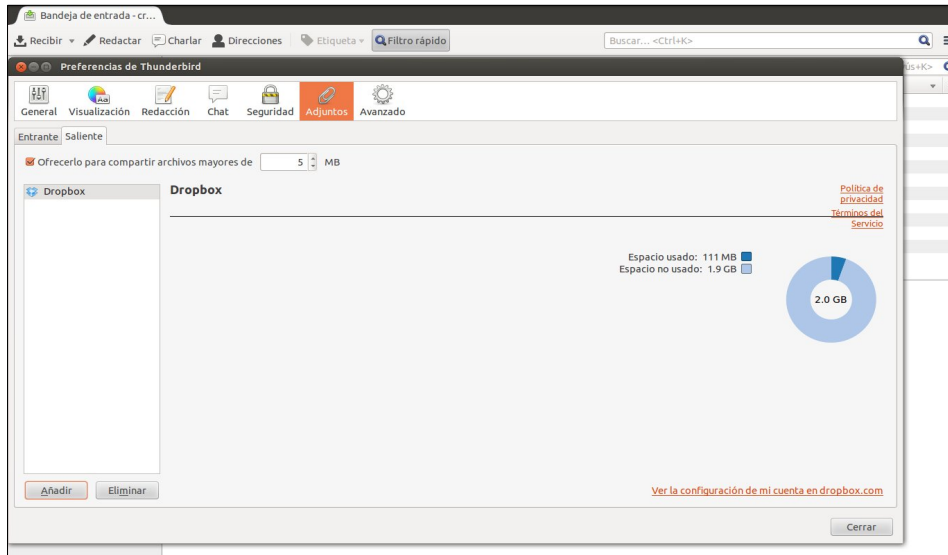 Bandeja de entrada - cr...
Recibir Redactar Charlar Direcciones Etiqueta Filtro rápido Buscar... <Ctrl+K>
Preferencias de Thunderbird
General Visualización Redacción Chat Seguridad Adjuntos Avanzado
Entrante Saliente
Ofrecerlo para compartir archivos mayores de 5 MB
Dropbox
Dropbox
Política de
privacidad
Términos del
Servicio
Espacio usado: 111 MB
Espacio no usado: 1.9 GB
2.0 GB
Añadir Eliminar
Ver la configuración de mi cuenta en dropbox.com
Cerrar